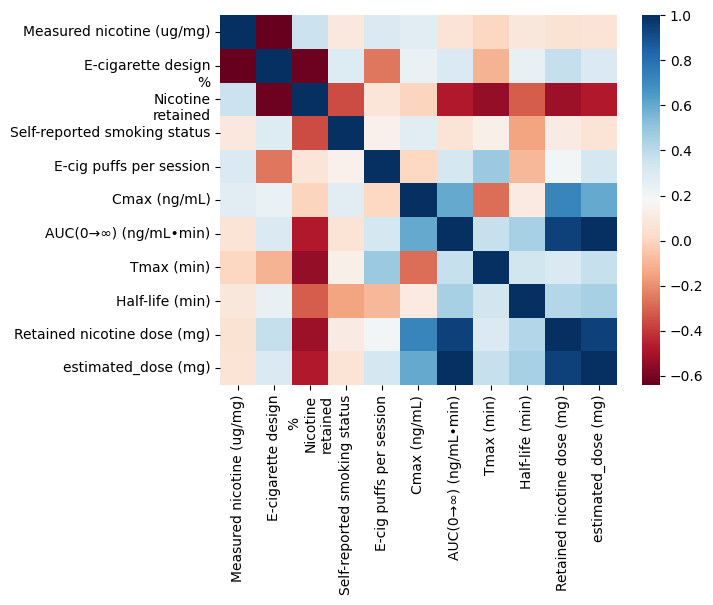 Measured nicotine (ug/mg)
E-cigarette design
%
Nicotine
retained
Self-reported smoking status
E-cig puffs per session
Cmax (ng/mL)
AUC(0→∞) (ng/mL•min)
Tmax (min)
Half-life (min)
Retained nicotine dose (mg)
estimated_dose (mg)
1.0
0.8
0.6
0.4
0.2
0.0
−0.2
−0.4
−0.6
Measured nicotine (ug/mg)
E-cigarette design
%
Nicotine
retained
Self-reported smoking status
E-cig puffs per session
Cmax (ng/mL)
AUC(0→∞) (ng/mL•min)
Tmax (min)
Half-life (min)
Retained nicotine dose (mg)
estimated_dose (mg)